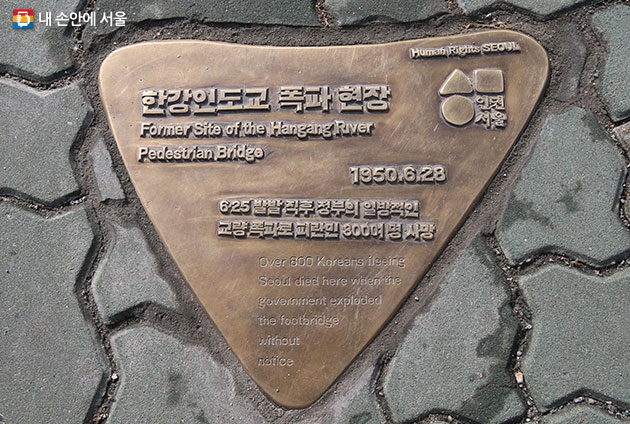 내 손안에 서울
Human Rights SEOUL
인권
서울
한강인도교 폭파 현장
Former Site of the Hangang River
Pedestrian Bridge
1950.6.28
6·25 발발 직후 정부의 일방적인
교량 폭파로 피란민 800여 명 사망
Over 800 Koreans fleeing
Seoul died here when the
government exploded
the footbridge
without
notice